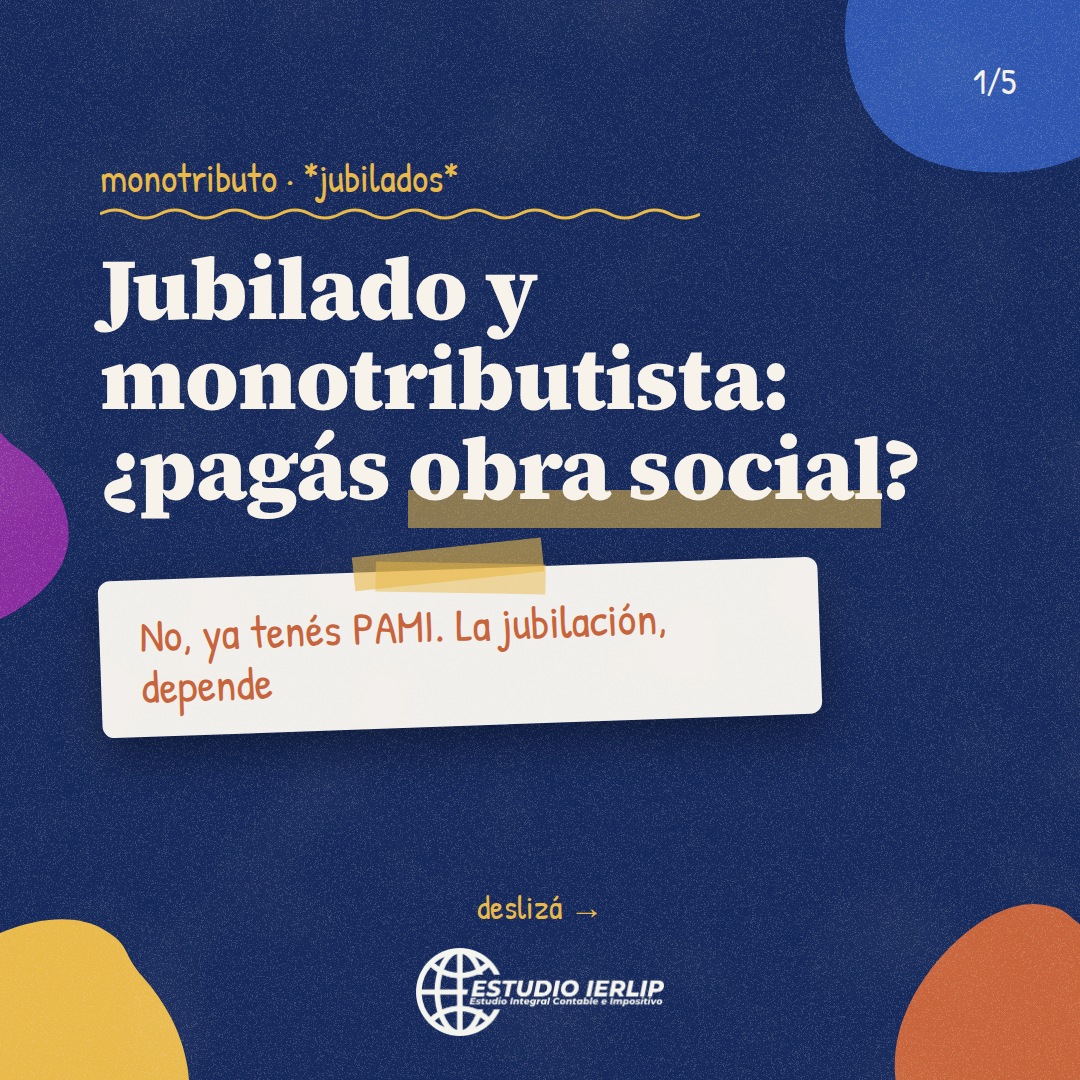 1/5
monotributo · *jubilados*
Jubilado y
monotributista:
¿pagás obra social?
No, ya tenés PAMI. La jubilación,
depende
deslizá →
ESTUDIO IERLIP
Estudio Integral Contable e Impositivo